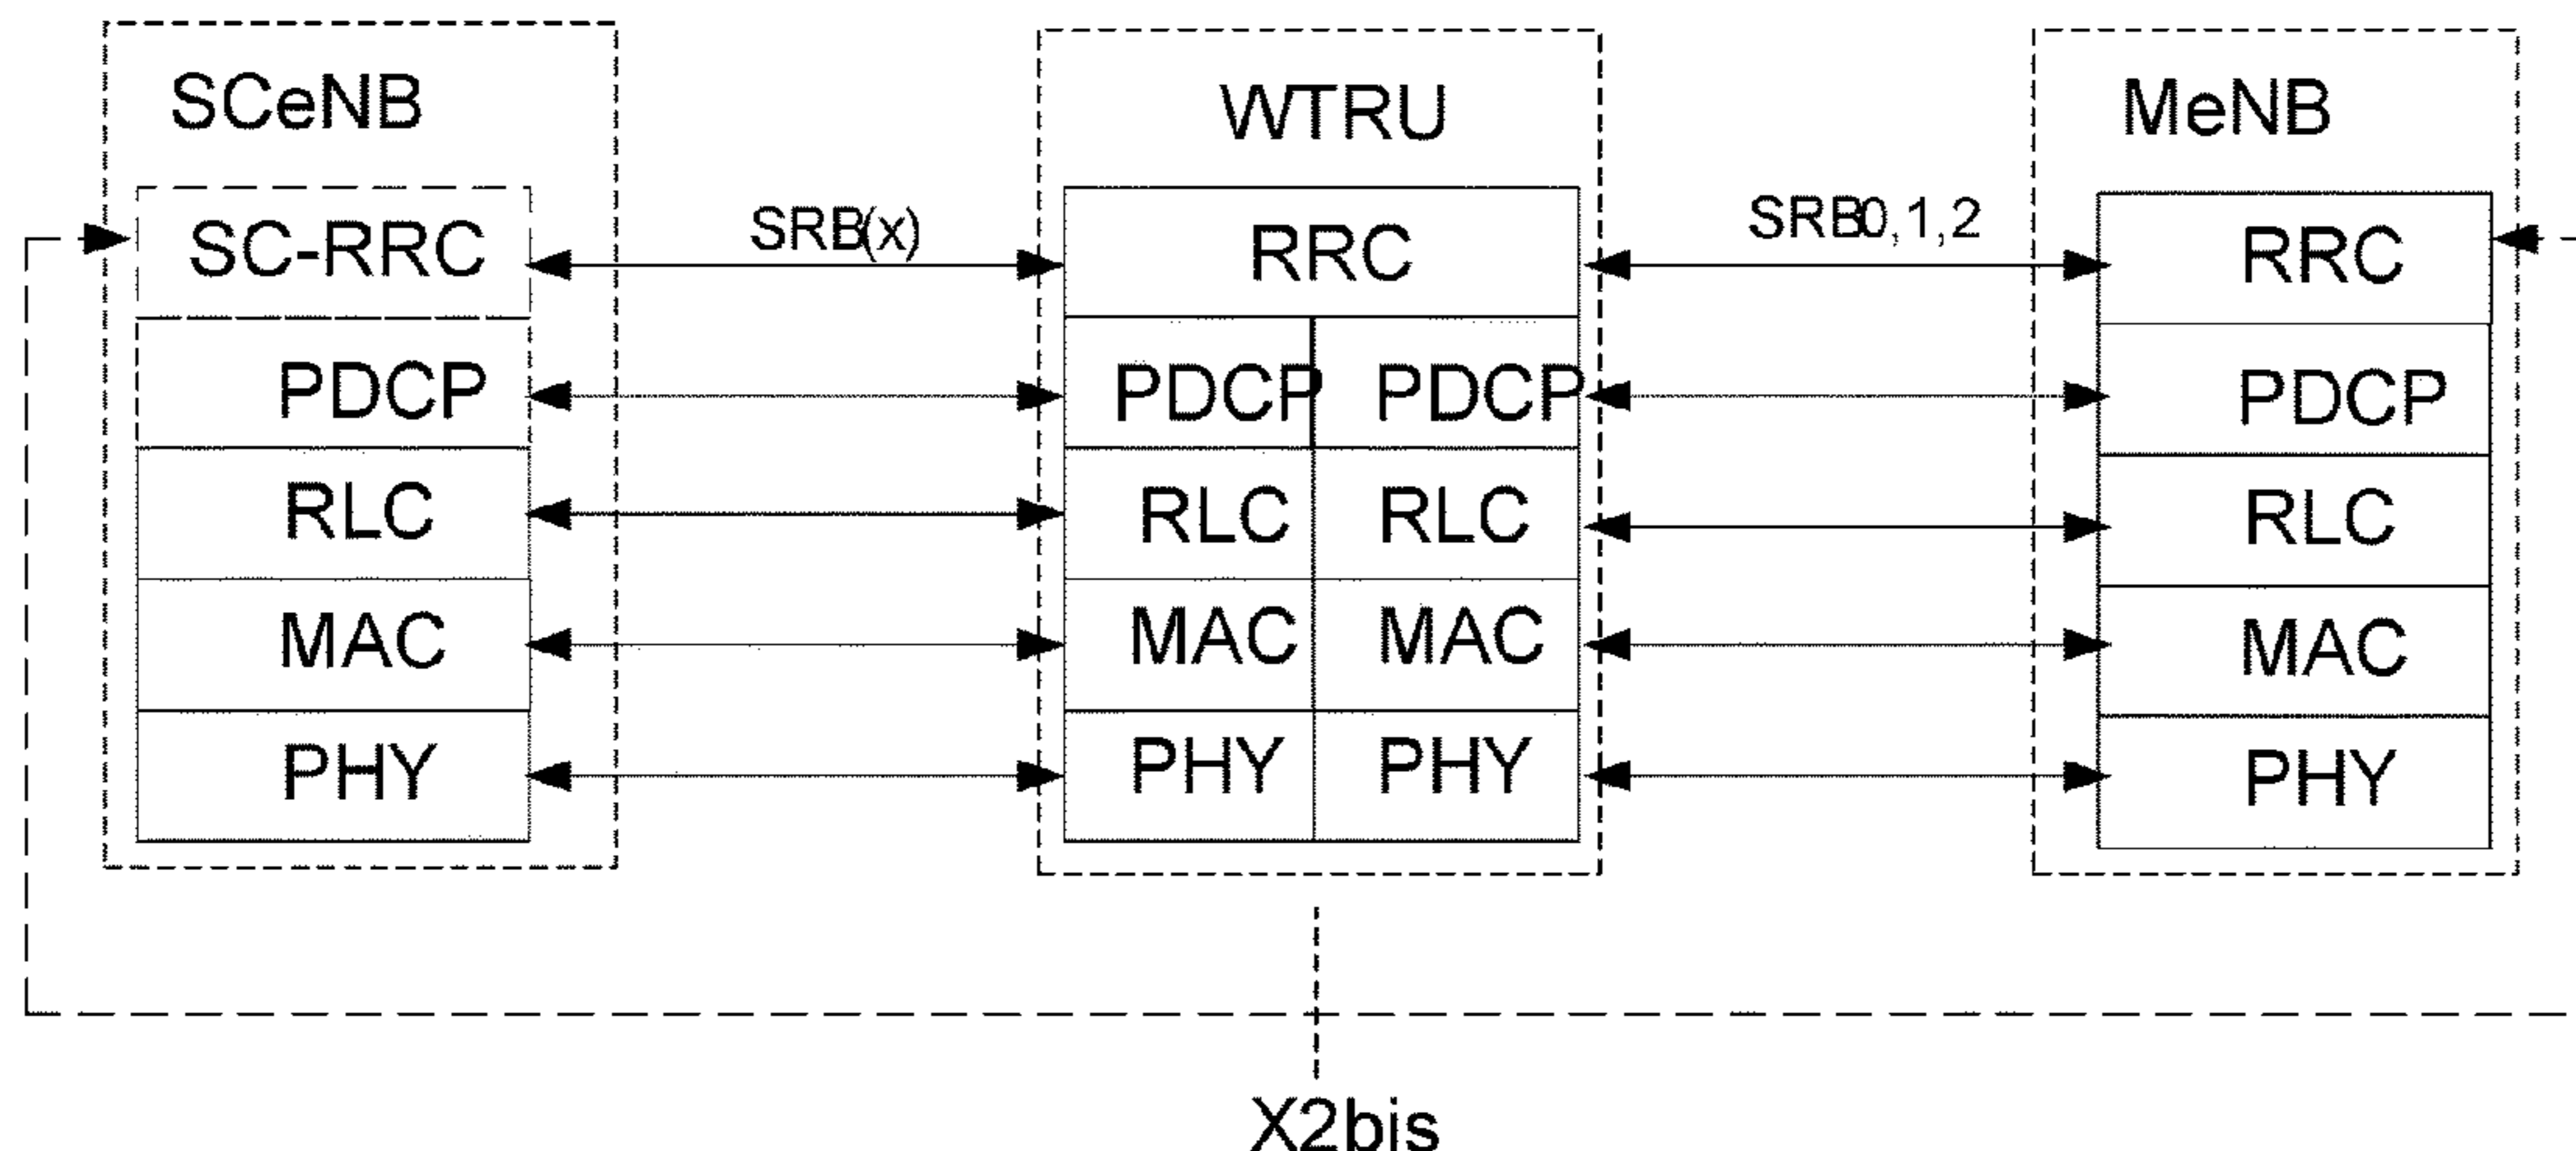 SCeNB
WTRU
MeNB
SC-RRC
SRB(x)
RRC
SRB0,1,2
RRC
PDCP
PDCP
PDCP
PDCP
RLC
RLC
RLC
RLC
MAC
MAC
MAC
MAC
PHY
PHY
PHY
PHY
X2bis